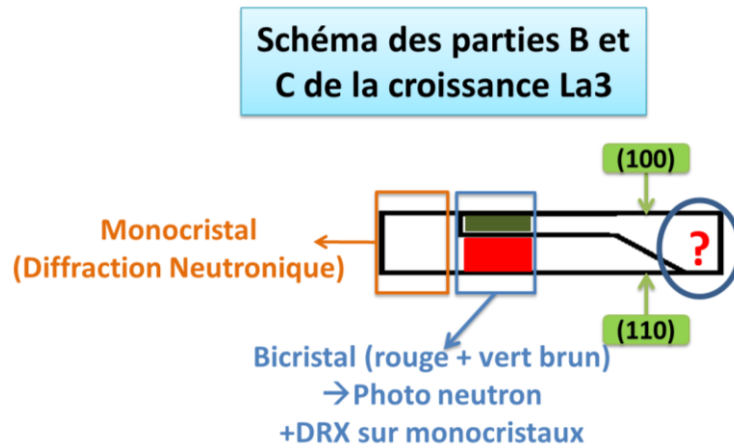 Schéma des parties B et
C de la croissance La3
(100)
Monocristal
(Diffraction Neutronique)
?
(110)
Bicristal (rouge + vert brun)
→Photo neutron
+DRX sur monocristaux